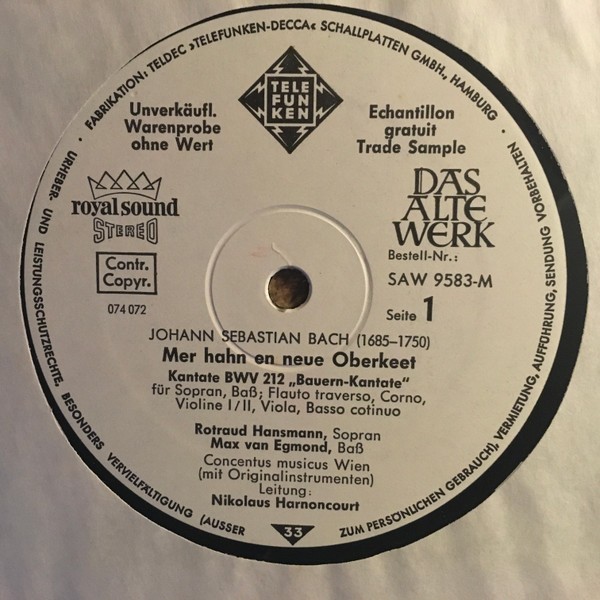 FABRIKATION: TELDEC »TELEFUNKEN-DECCA« SCHALLPLATTEN GMBH., HAMBURG ·
URHEBER- UND LEISTUNGSSCHUTZRECHTE, BESONDERS VERVIELFÄLTIGUNG (AUSSER
ZUM PERSÖNLICHEN GEBRAUCH), VERMIETUNG, AUFFÜHRUNG, SENDUNG VORBEHALTEN ·
TELE
FUN
KEN
Unverkäufl.
Warenprobe
ohne Wert
Echantillon
gratuit
Trade Sample
royal sound
STEREO
DAS
ALTE
WERK
Contr.
Copyr.
Bestell-Nr.:
SAW 9583-M
074 072
Seite 1
JOHANN SEBASTIAN BACH (1685–1750)
Mer hahn en neue Oberkeet
Kantate BWV 212 „Bauern-Kantate“
für Sopran, Baß; Flauto traverso, Corno,
Violine I/II, Viola, Basso cotinuo
Rotraud Hansmann, Sopran
Max van Egmond, Baß
Concentus musicus Wien
(mit Originalinstrumenten)
Leitung:
Nikolaus Harnoncourt
33